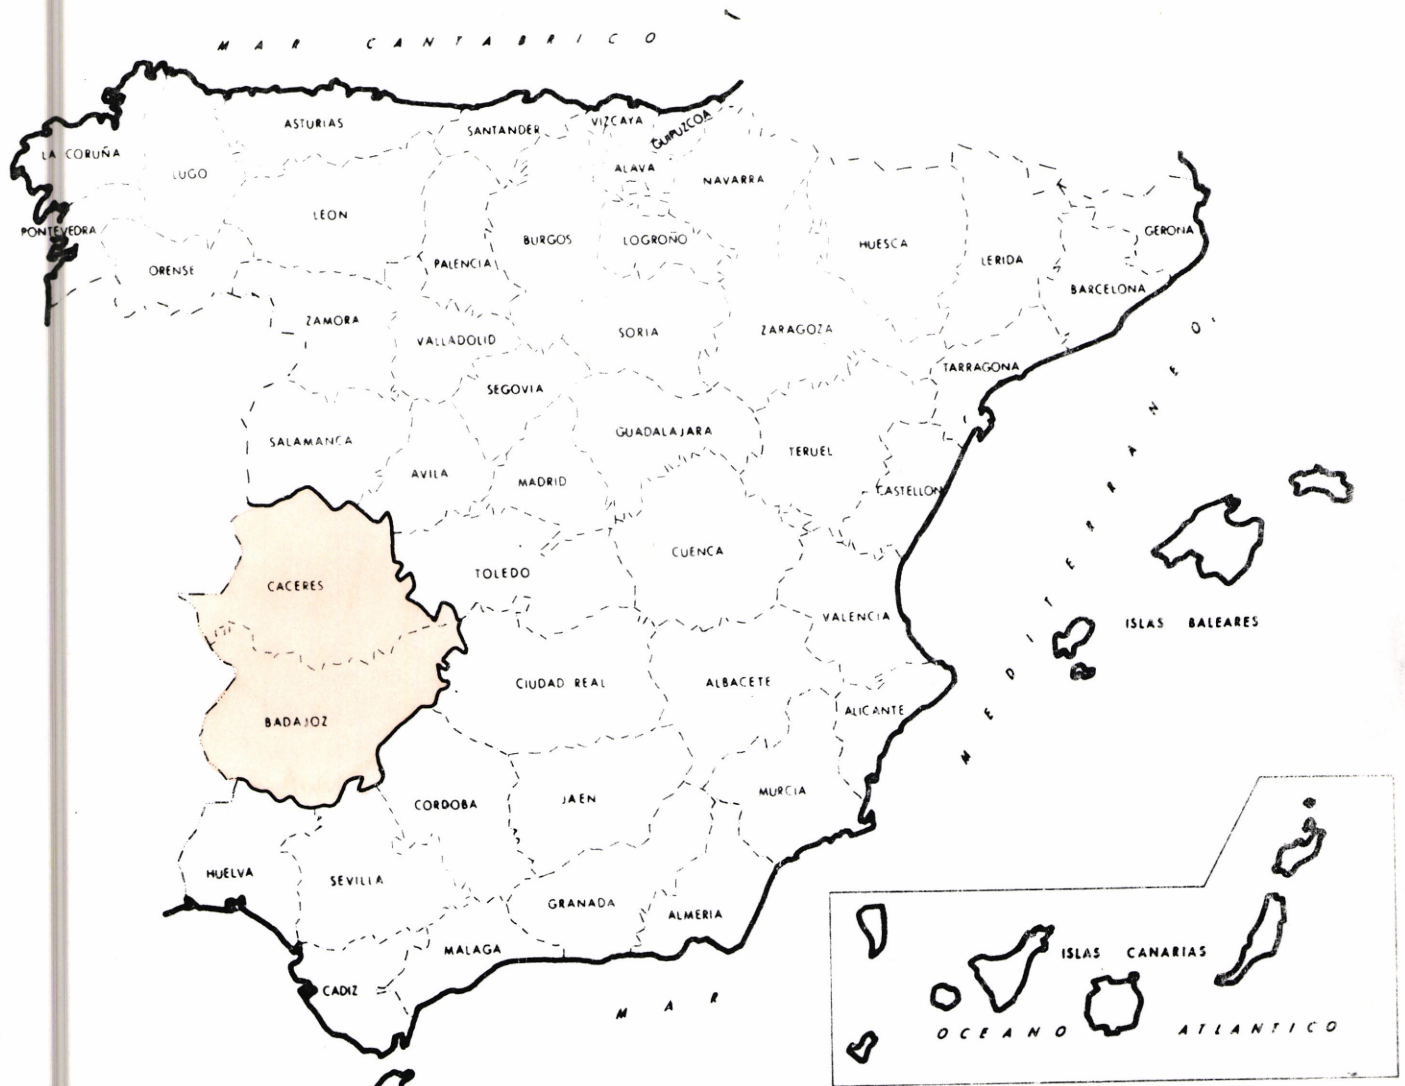 MAR CANTABRICO
VIZCAYA
ASTURIAS
SANTANDER
GUIPUZCOA
LA CORUÑA
ALAVA
LUGO
NAVARRA
LEON
PONTEVEDRA
GERONA
BURGOS
LOGROÑO
HUESCA
LERIDA
PALENCIA
ORENSE
BARCELONA
ZAMORA
ZARAGOZA
SORIA
VALLADOLID
TARRAGONA
SEGOVIA
GUADALAJARA
SALAMANCA
TERUEL
AVILA
MADRID
CASTELLON
CUENCA
TOLEDO
CACERES
VALENCIA
ISLAS BALEARES
MEDITERRANEO
CIUDAD REAL
ALBACETE
ALICANTE
BADAJOZ
MURCIA
JAEN
CORDOBA
HUELVA
SEVILLA
GRANADA
ALMERIA
MALAGA
ISLAS CANARIAS
CADIZ
MAR
OCEANO ATLANTICO